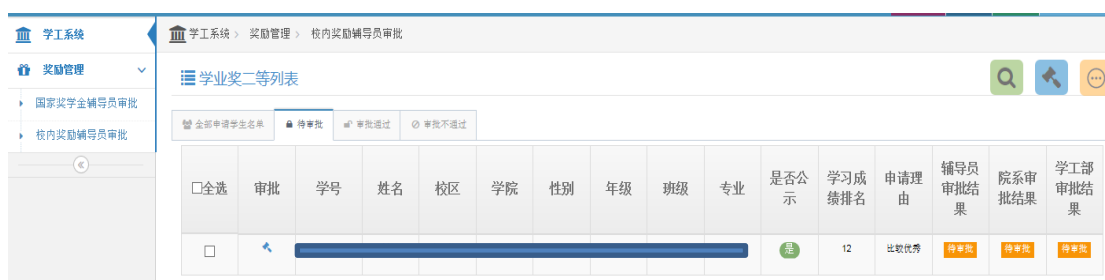 学工系统
奖励管理
国家奖学金辅导员审批
校内奖励辅导员审批
学工系统 > 奖励管理 > 校内奖励辅导员审批
学业奖二等列表
全部申请学生名单 待审批 审批通过 审批不通过
全选 审批 学号 姓名 校区 学院 性别 年级 班级 专业 是否公示 学习成绩排名 申请理由 辅导员审批结果 院系审批结果 学工部审批结果
是 12 比较优秀 待审批 待审批 待审批